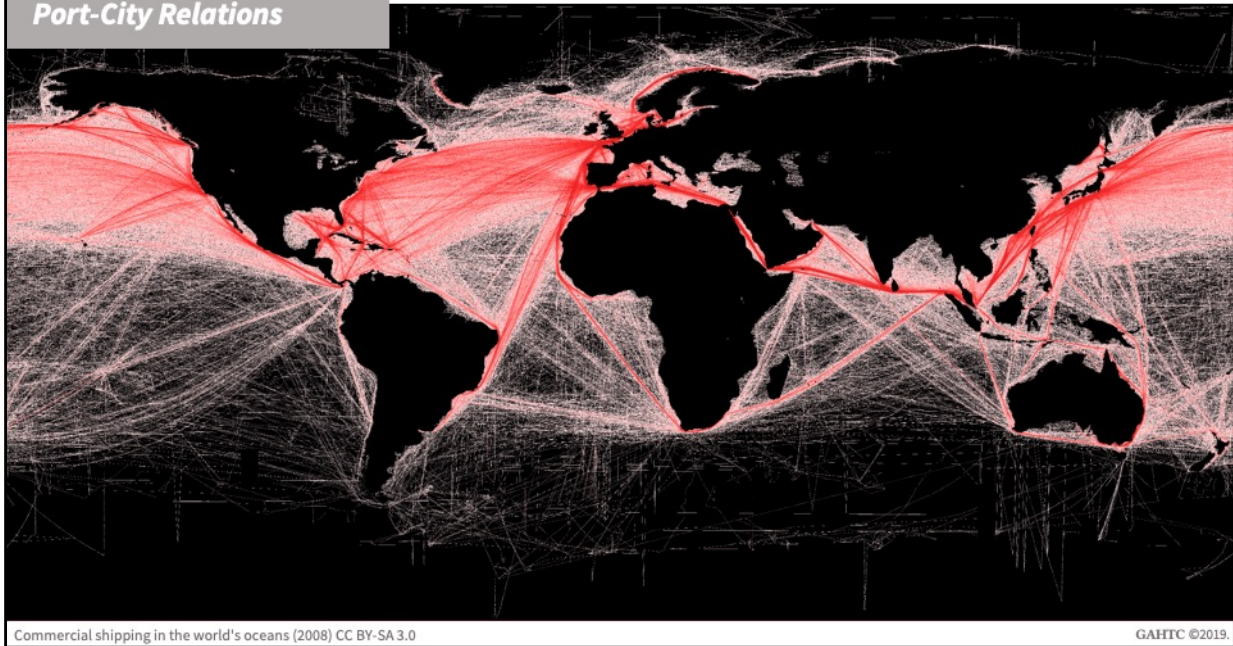 Port-City Relations
Commercial shipping in the world's oceans (2008) CC BY-SA 3.0
GAHTC ©2019.